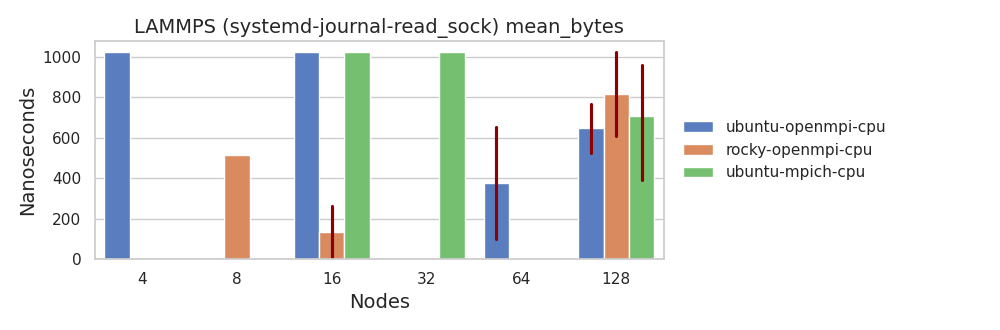 LAMMPS (systemd-journal-read_sock) mean_bytes
Nanoseconds
1000
800
600
400
200
0
4 8 16 32 64 128
Nodes
ubuntu-openmpi-cpu
rocky-openmpi-cpu
ubuntu-mpich-cpu